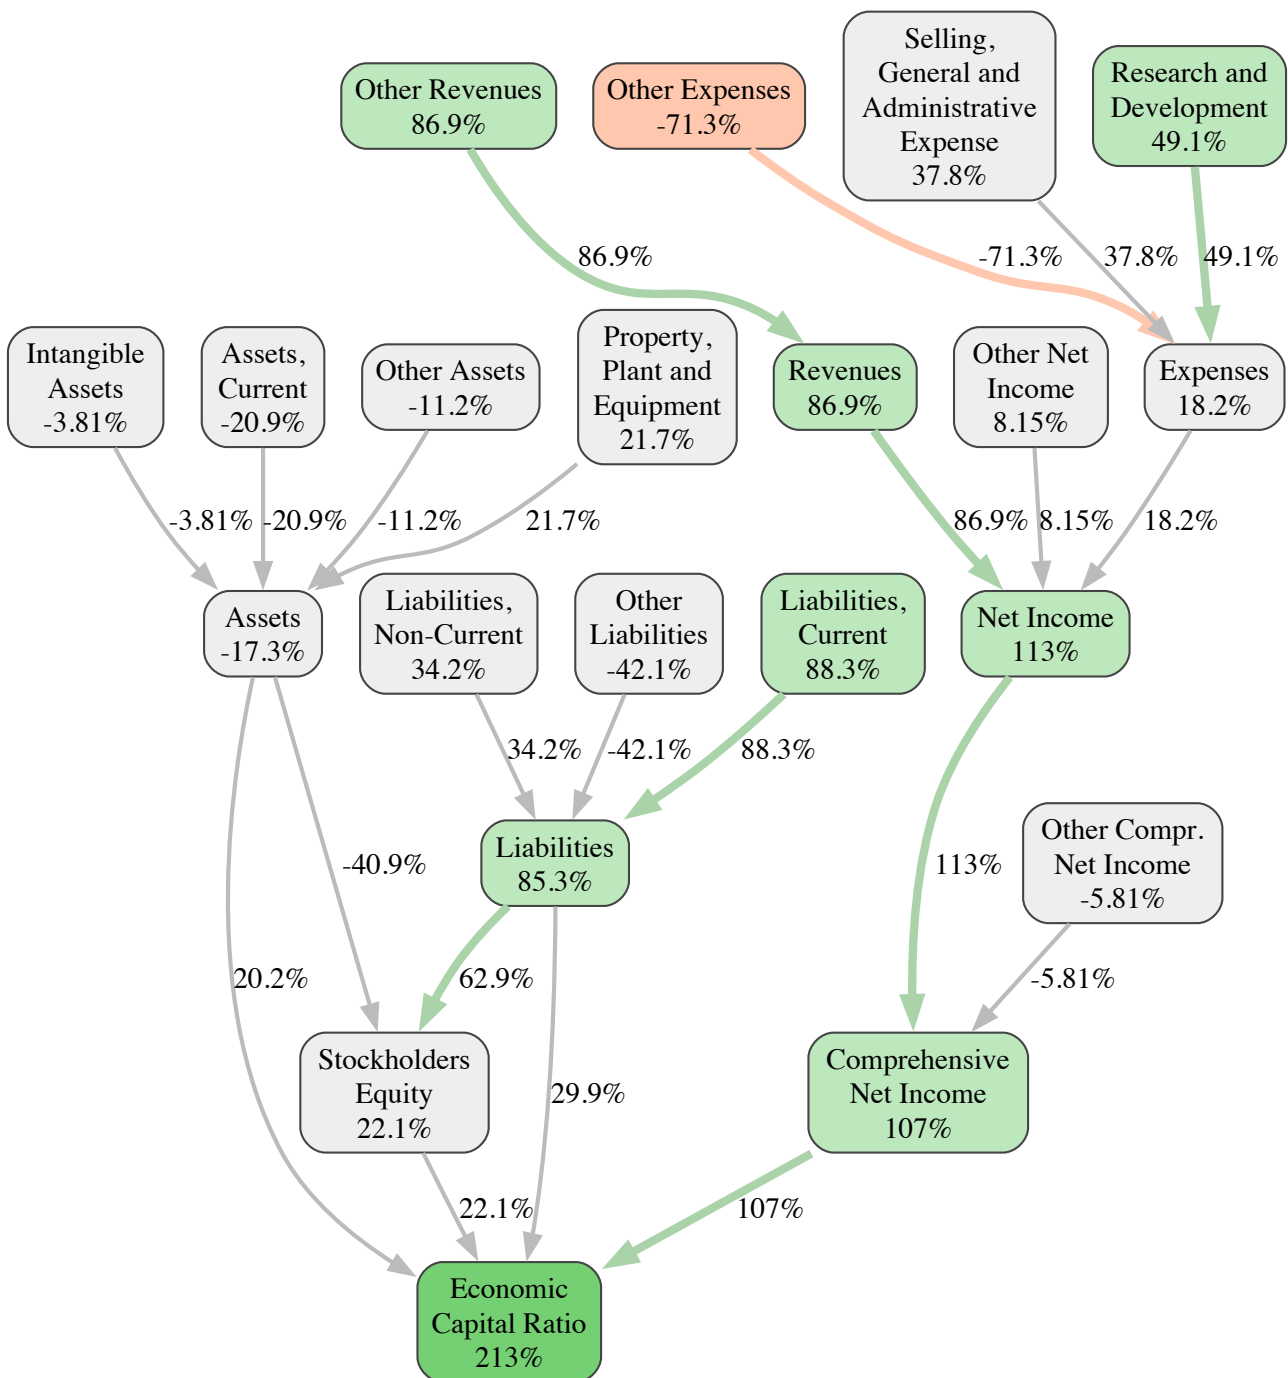 Other Revenues
86.9%
Other Expenses
-71.3%
Selling,
General and
Administrative
Expense
37.8%
Research and
Development
49.1%
86.9%
-71.3%
37.8%
49.1%
Intangible
Assets
-3.81%
Assets,
Current
-20.9%
Other Assets
-11.2%
Property,
Plant and
Equipment
21.7%
Revenues
86.9%
Other Net
Income
8.15%
Expenses
18.2%
-3.81%
-20.9%
-11.2%
21.7%
86.9%
8.15%
18.2%
Assets
-17.3%
Liabilities,
Non-Current
34.2%
Other
Liabilities
-42.1%
Liabilities,
Current
88.3%
Net Income
113%
34.2%
-42.1%
88.3%
-40.9%
Liabilities
85.3%
113%
Other Compr.
Net Income
-5.81%
20.2%
62.9%
-5.81%
Stockholders
Equity
22.1%
29.9%
Comprehensive
Net Income
107%
22.1%
107%
Economic
Capital Ratio
213%